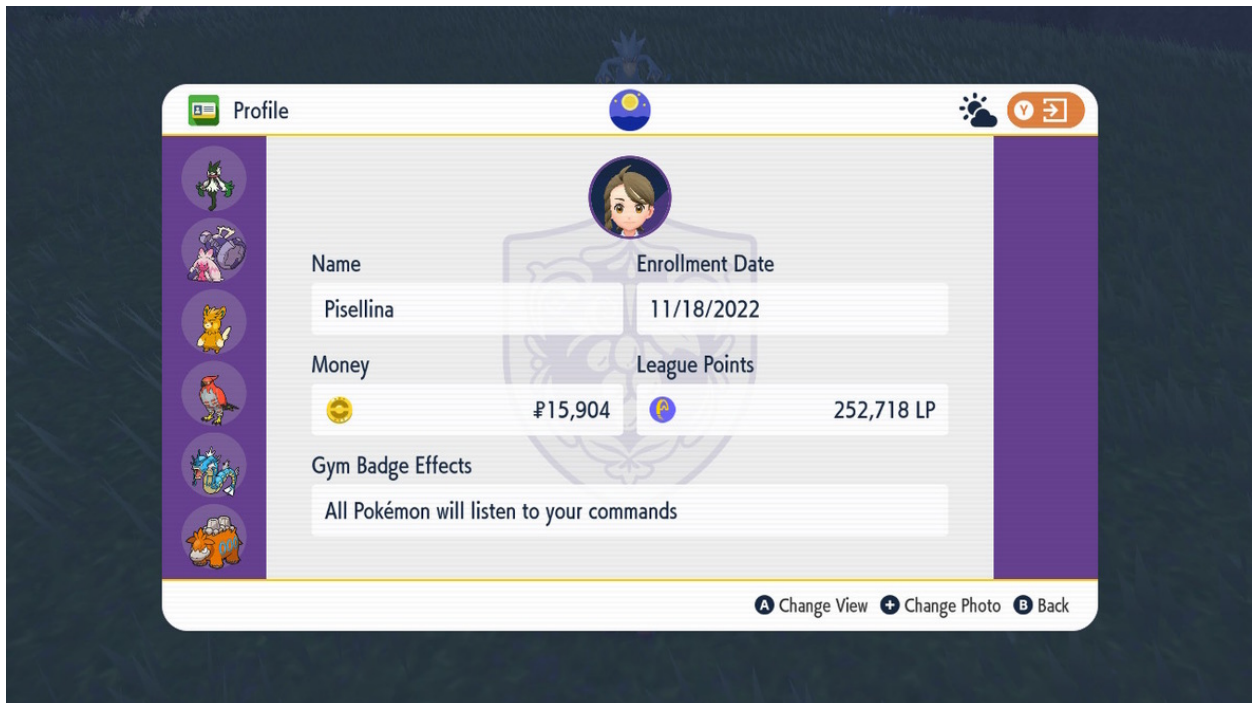 Profile
Y
Name
Enrollment Date
Pisellina
11/18/2022
Money
League Points
₽15,904
252,718 LP
Gym Badge Effects
All Pokémon will listen to your commands
A Change View + Change Photo B Back